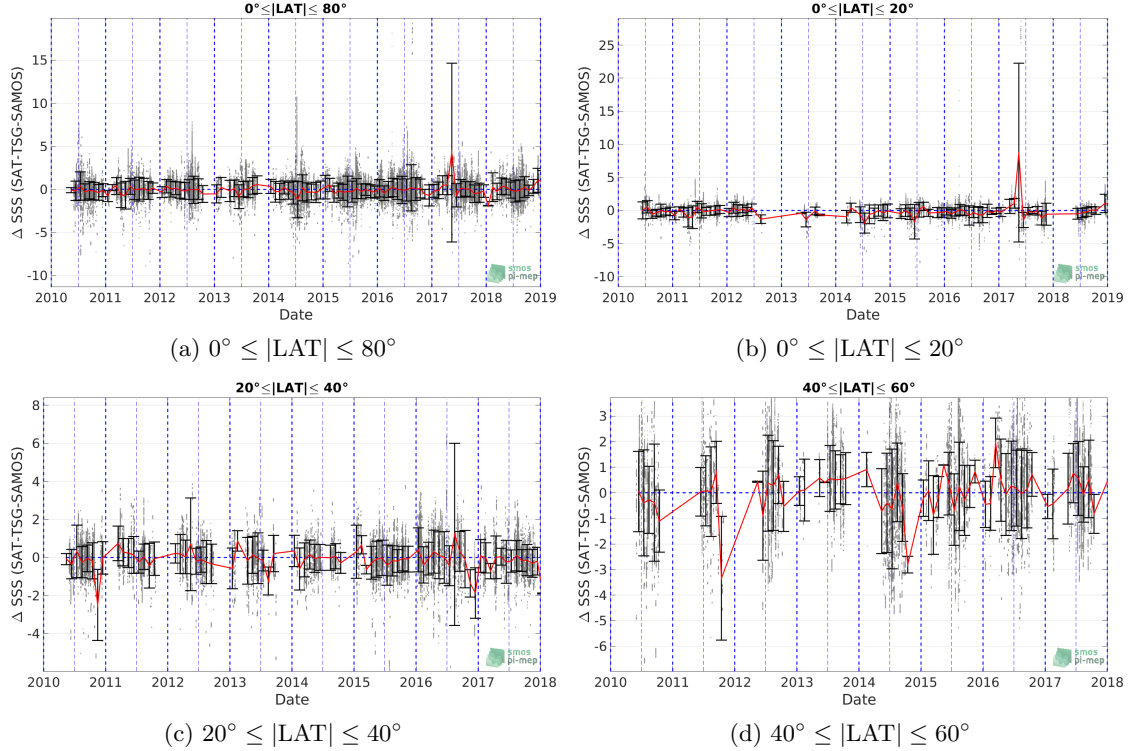 0°≤|LAT|≤ 80°
Δ SSS (SAT-TSG-SAMOS)
15
10
5
0
-5
-10
2010 2011 2012 2013 2014 2015 2016 2017 2018 2019
Date
smos
pi-mep
(a) 0° ≤ |LAT| ≤ 80°
0°≤|LAT|≤ 20°
Δ SSS (SAT-TSG-SAMOS)
25
20
15
10
5
0
-5
-10
2010 2011 2012 2013 2014 2015 2016 2017 2018 2019
Date
smos
pi-mep
(b) 0° ≤ |LAT| ≤ 20°
20°≤|LAT|≤ 40°
Δ SSS (SAT-TSG-SAMOS)
8
6
4
2
0
-2
-4
2010 2011 2012 2013 2014 2015 2016 2017 2018
Date
smos
pi-mep
(c) 20° ≤ |LAT| ≤ 40°
40°≤|LAT|≤ 60°
Δ SSS (SAT-TSG-SAMOS)
3
2
1
0
-1
-2
-3
-4
-5
-6
2010 2011 2012 2013 2014 2015 2016 2017 2018
Date
smos
pi-mep
(d) 40° ≤ |LAT| ≤ 60°